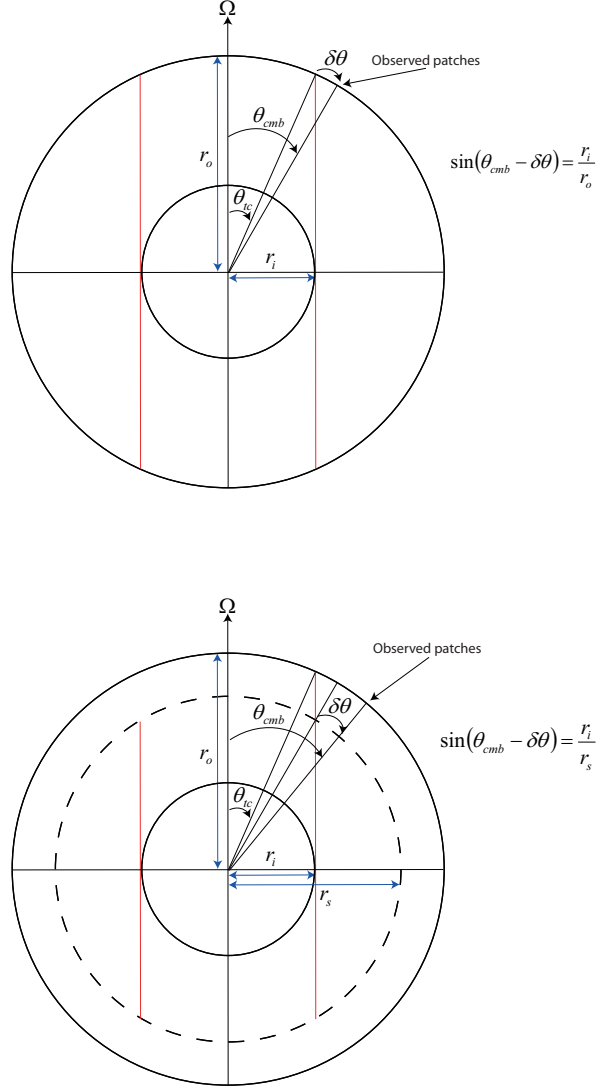 Ω
δθ
Observed patches
θcmb
ro
sin(θcmb − δθ) = ri/ro
θtc
ri
Ω
Observed patches
δθ
θcmb
sin(θcmb − δθ) = ri/rs
ro
θtc
ri
rs